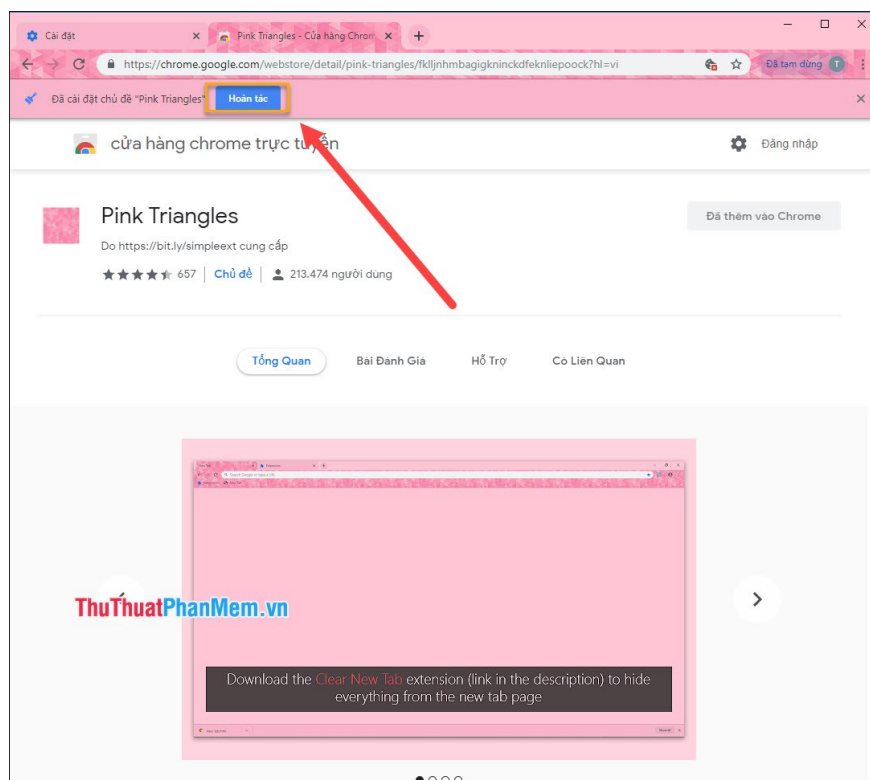 Cài đặt
Pink Triangles - Cửa hàng Chrom
https://chrome.google.com/webstore/detail/pink-triangles/fklljnhmbagigkninckdfeknliepoock?hl=vi
Đã tạm dừng
T
Đã cài đặt chủ đề "Pink Triangles"
Hoàn tác
cửa hàng chrome trực tuyến
Đăng nhập
Pink Triangles
Đã thêm vào Chrome
Do https://bit.ly/simpleext cung cấp
657
Chủ đề
213.474 người dùng
Tổng Quan
Bài Đánh Giá
Hỗ Trợ
Có Liên Quan
ThuThuatPhanMem.vn
Download the Clear New Tab extension (link in the description) to hide
everything from the new tab page